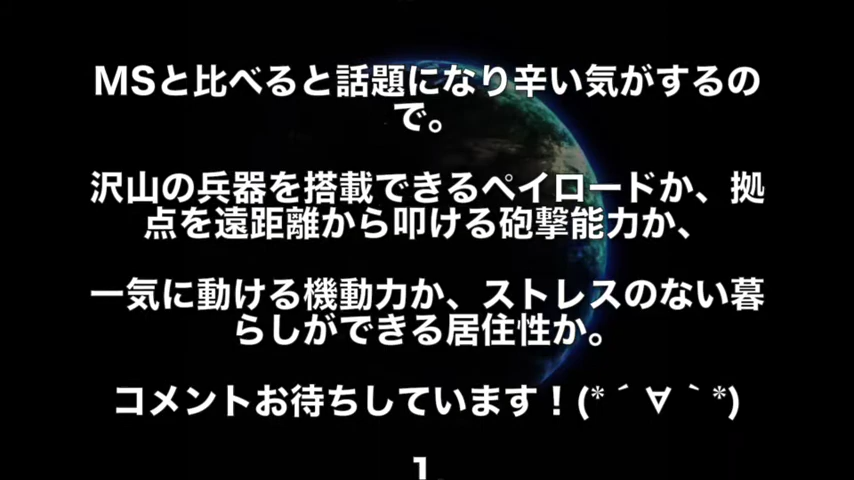 MSと比べると話題になり辛い気がするの
で。
沢山の兵器を搭載できるペイロードか、拠
点を遠距離から叩ける砲撃能力か、
一気に動ける機動力か、ストレスのない暮
らしができる居住性か。
コメントお待ちしています！(*´∀｀*)
1.